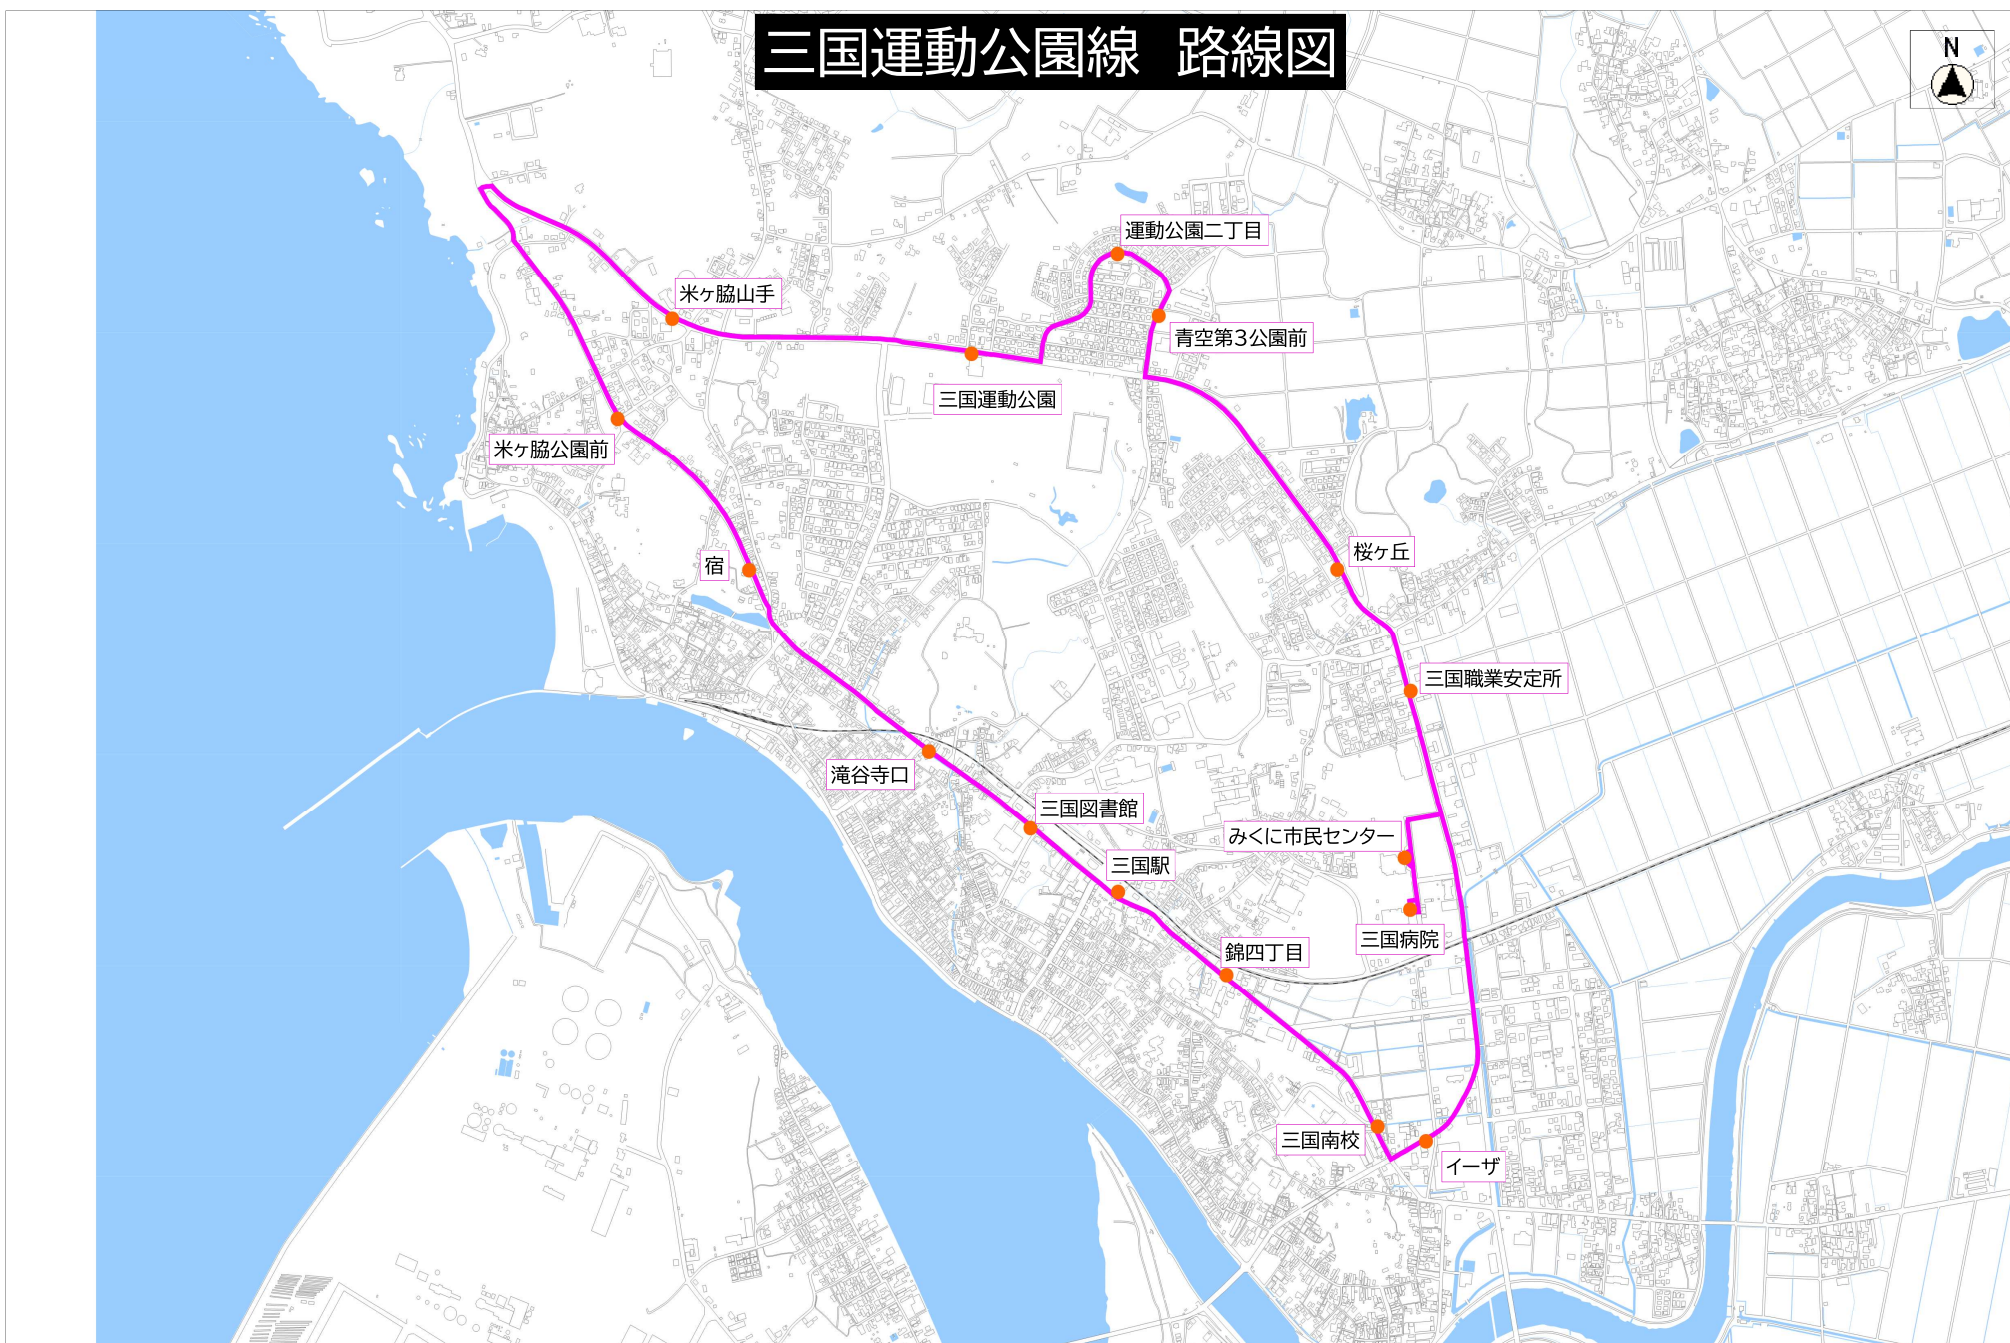 三国運動公園線 路線図
N
運動公園二丁目
米ヶ脇山手
青空第3公園前
三国運動公園
米ヶ脇公園前
桜ヶ丘
宿
三国職業安定所
滝谷寺口
三国図書館
みくに市民センター
三国駅
三国病院
錦四丁目
三国南校
イーザ